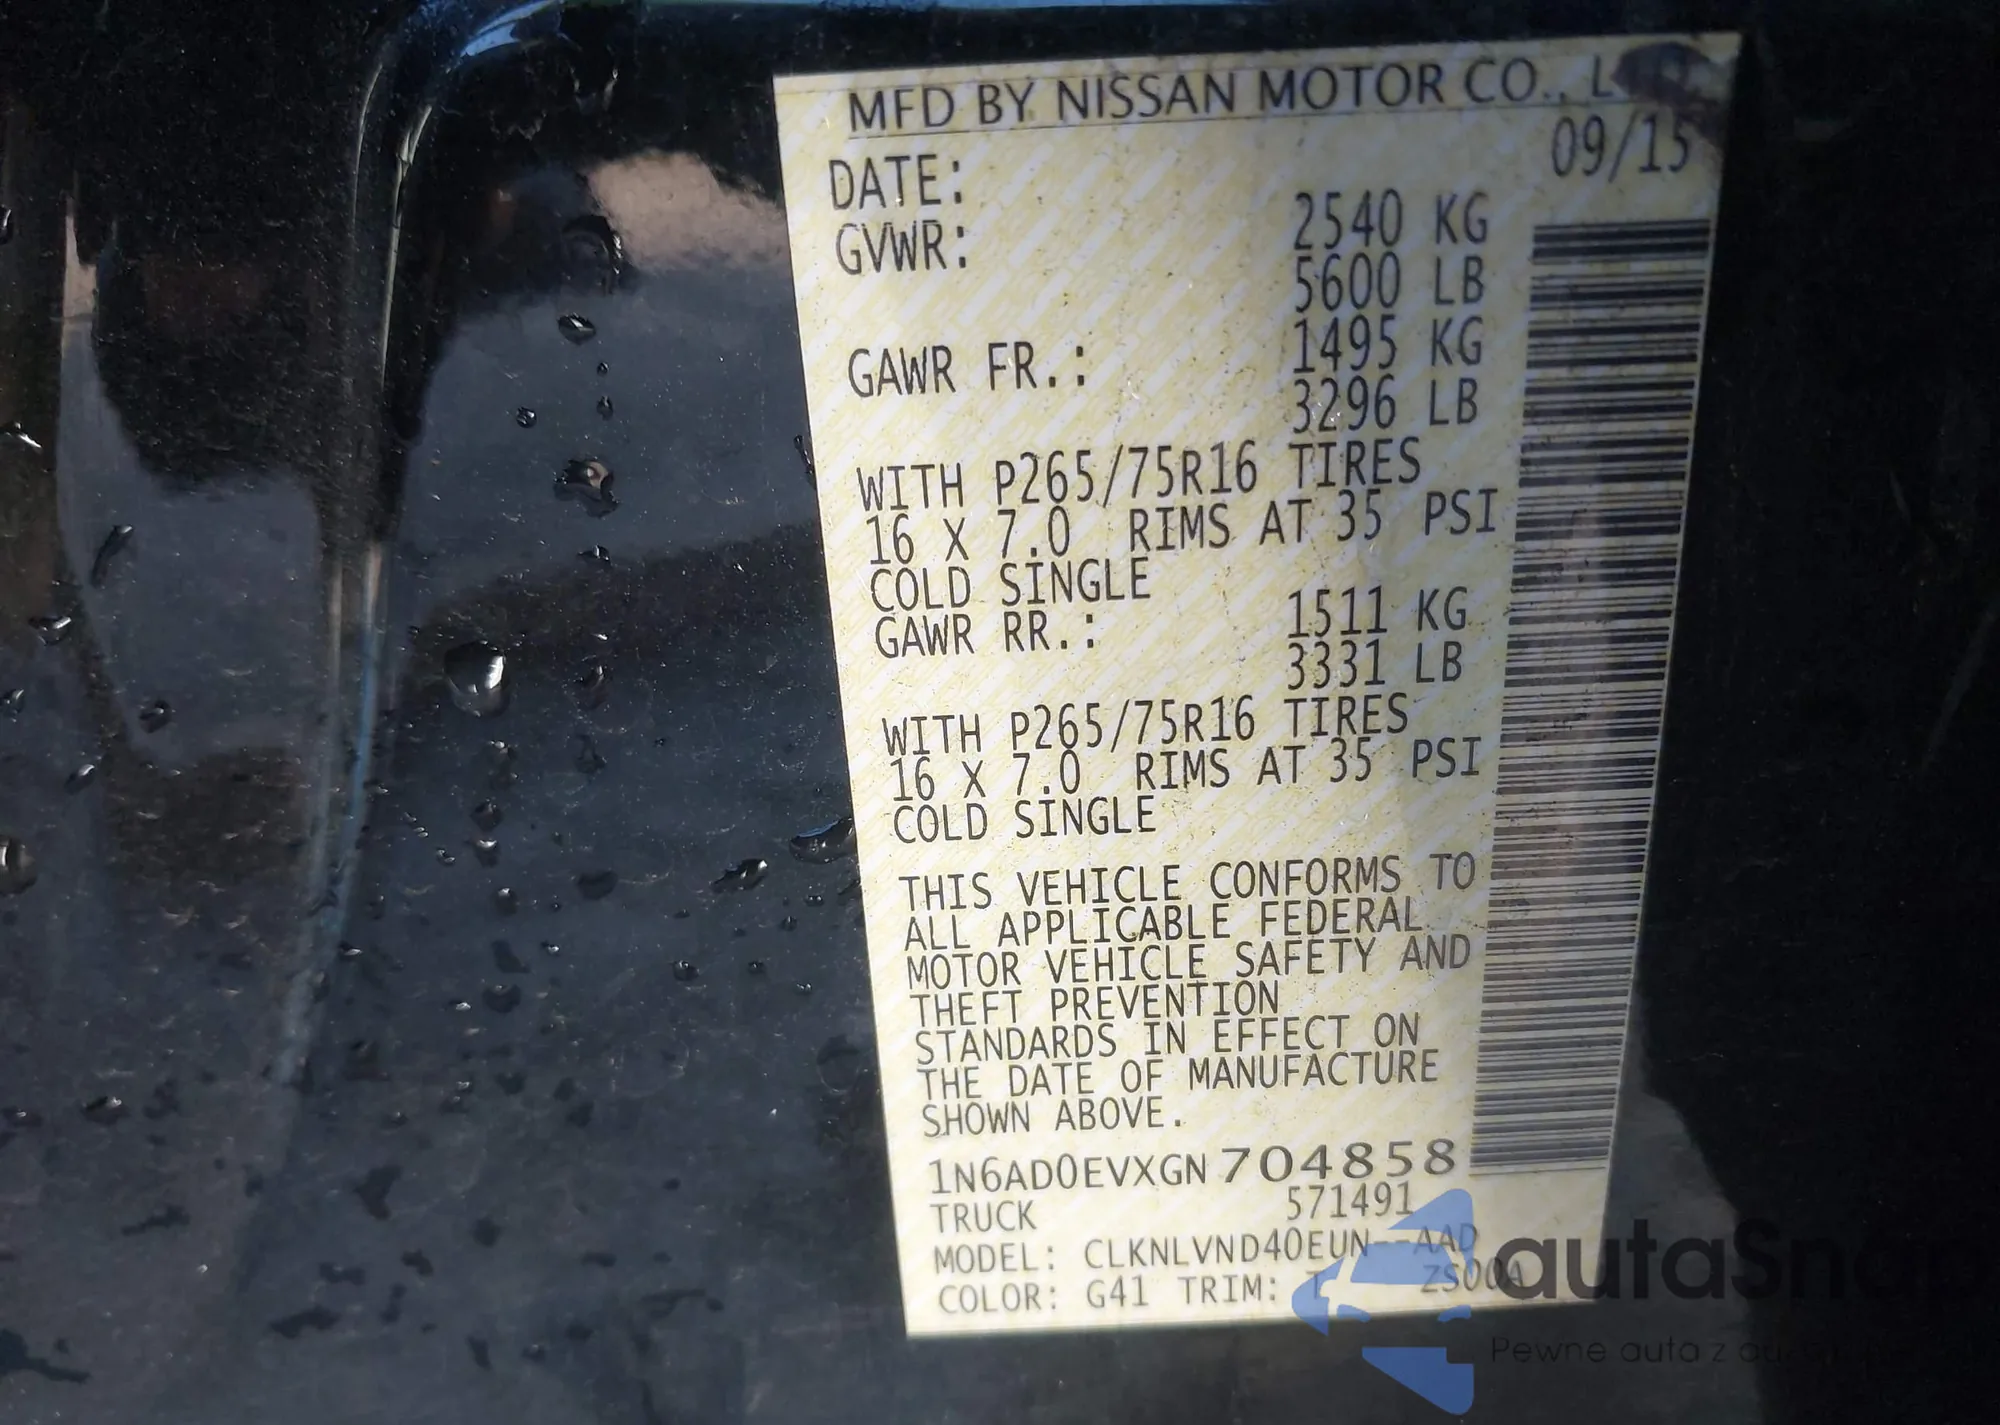 MFD BY NISSAN MOTOR CO.,
DATE: 09/15
GVWR: 2540 KG
5600 LB
GAWR FR.: 1495 KG
3296 LB
WITH P265/75R16 TIRES
16 X 7.0 RIMS AT 35 PSI
COLD SINGLE
GAWR RR.: 1511 KG
3331 LB
WITH P265/75R16 TIRES
16 X 7.0 RIMS AT 35 PSI
COLD SINGLE
THIS VEHICLE CONFORMS TO
ALL APPLICABLE FEDERAL
MOTOR VEHICLE SAFETY AND
THEFT PREVENTION
STANDARDS IN EFFECT ON
THE DATE OF MANUFACTURE
SHOWN ABOVE.
1N6AD0EVXGN704858
TRUCK 571491
MODEL: CLKNLVND40EUN--AAD
COLOR: G41 TRIM: ZS00A
Pewne auta z